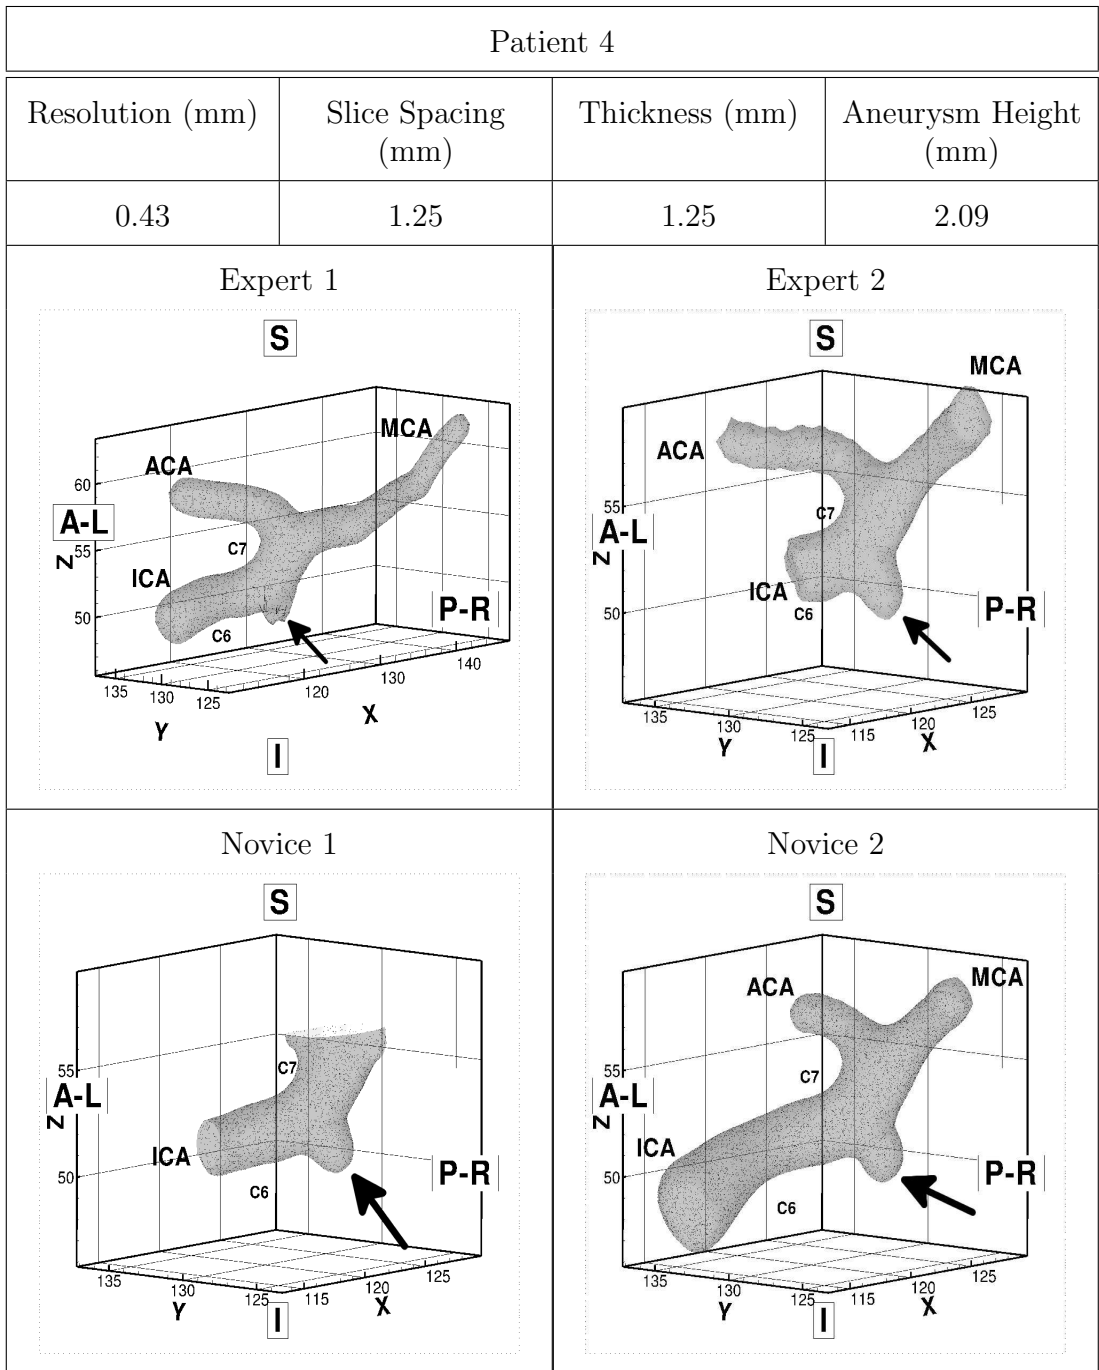 Patient 4
Resolution (mm) Slice Spacing (mm) Thickness (mm) Aneurysm Height (mm)
0.43 1.25 1.25 2.09
Expert 1
S
MCA
ACA
60
A-L
C7
55
Z
ICA
P-R
50
C6
140
135 130 125
130
120
X
Y
I
Expert 2
S
MCA
ACA
55
C7
A-L
Z
ICA
P-R
C6
50
135 130 125
115 120 125
Y
X
I
Novice 1
S
C7
55
A-L
Z
ICA
P-R
50
C6
135 130 125
115 120 125
Y
X
I
Novice 2
S
MCA
ACA
C7
55
A-L
Z
ICA
P-R
50
C6
135 130 125
115 120 125
Y
X
I